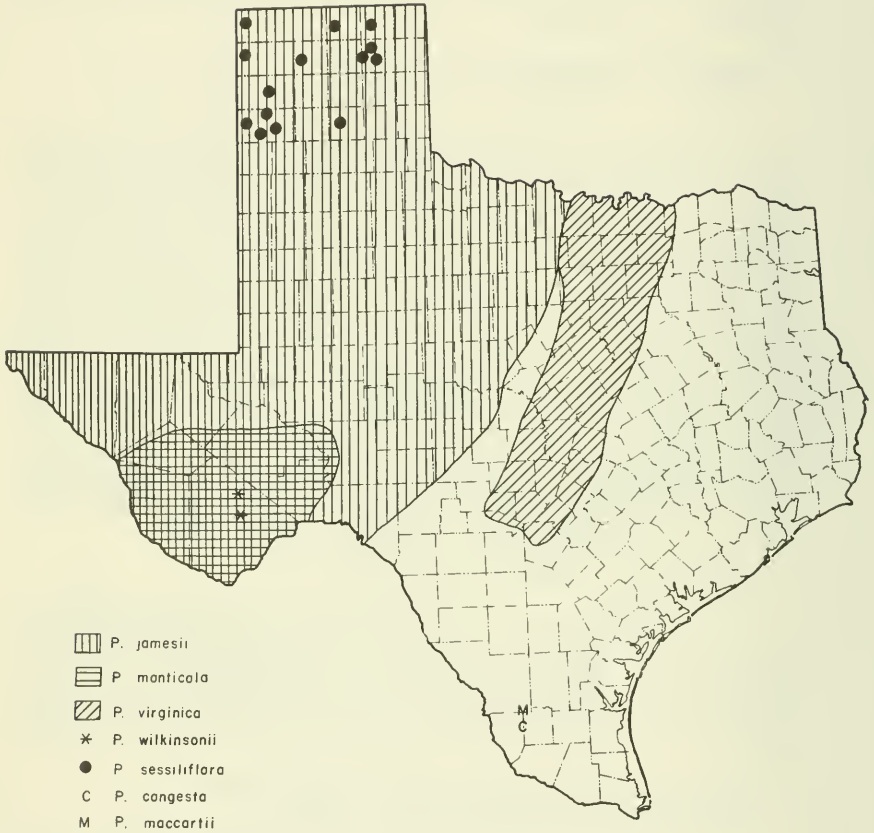 M
C
P. jamesii
P monticola
P. virginica
P. wilkinsonii
P sessiliflora
C P. congesta
M P. maccartii